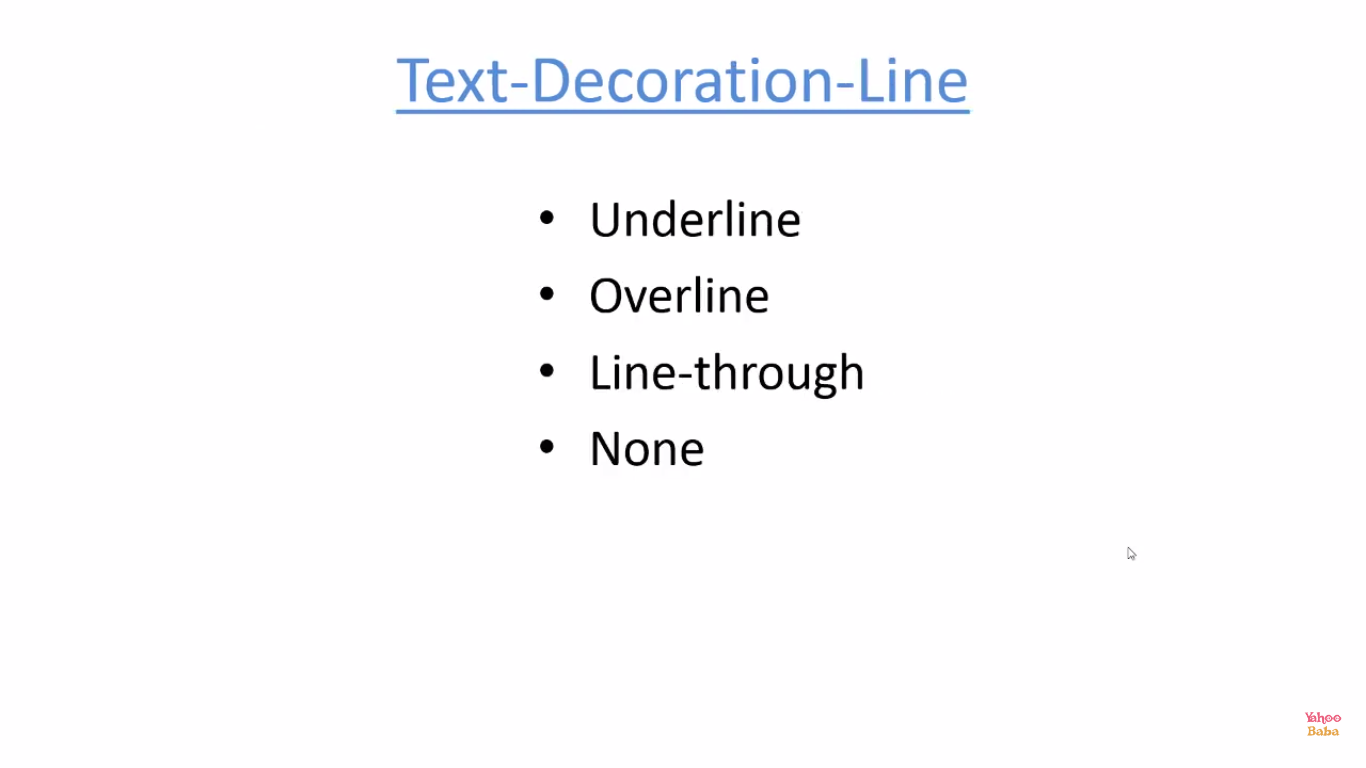 Text-Decoration-Line
• Underline
• Overline
• Line-through
• None
Yahoo
Baba